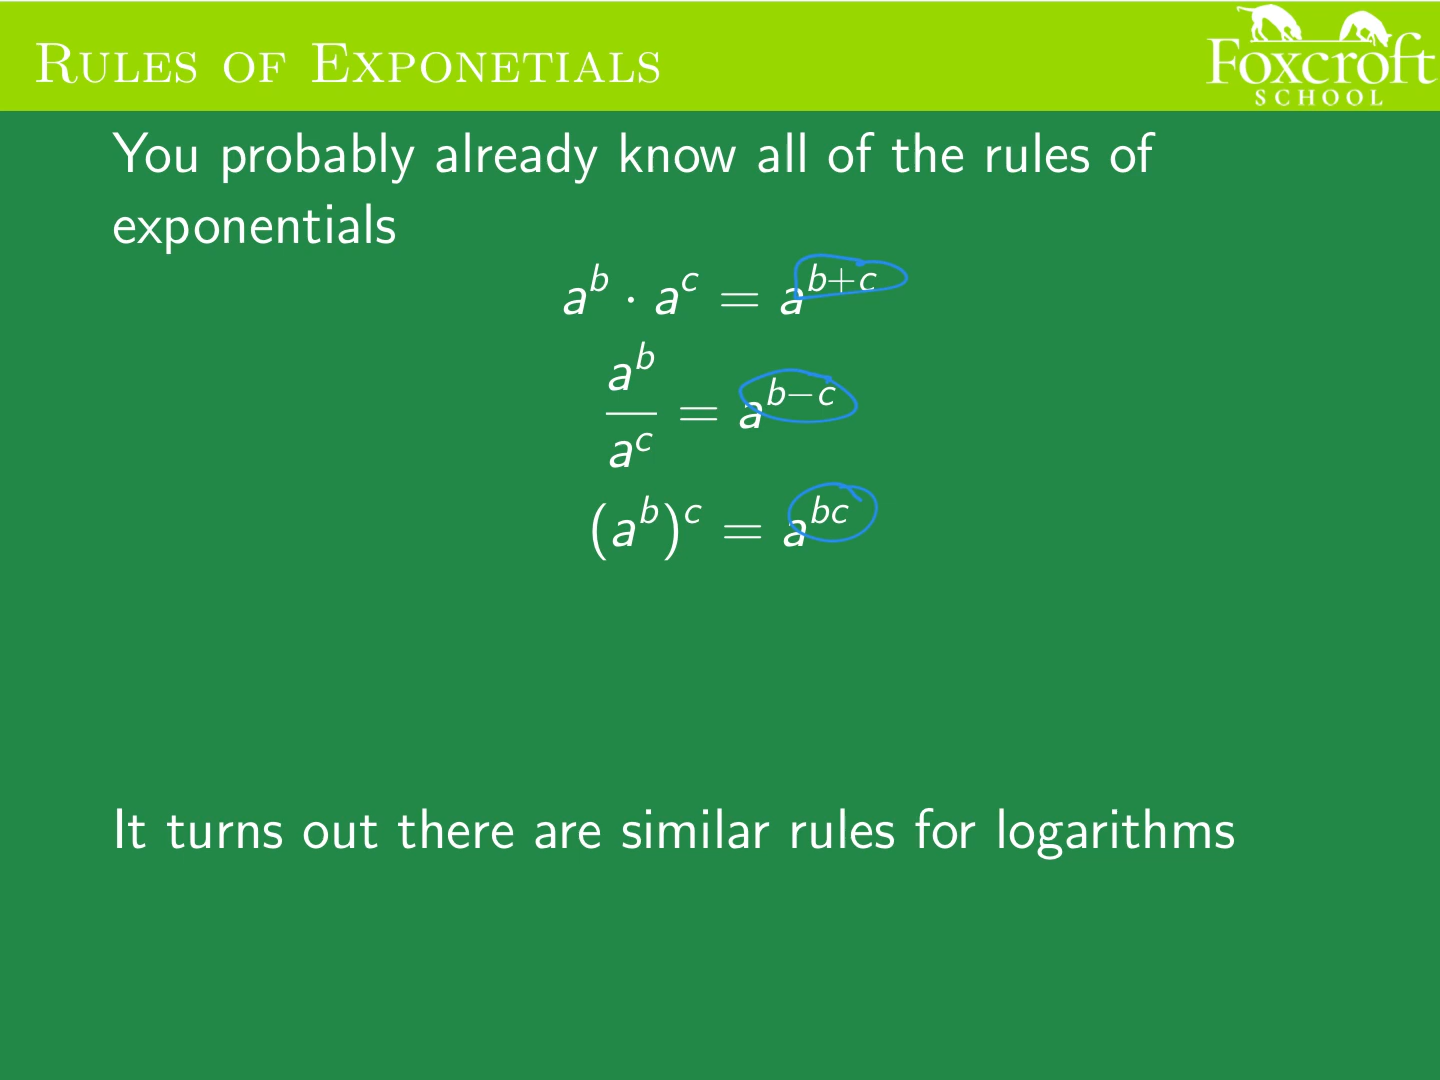 Rules of Exponetials
Foxcroft
SCHOOL
You probably already know all of the rules of
exponentials
a^b · a^c = a^{b+c}
\frac{a^b}{a^c} = a^{b-c}
(a^b)^c = a^{bc}
It turns out there are similar rules for logarithms